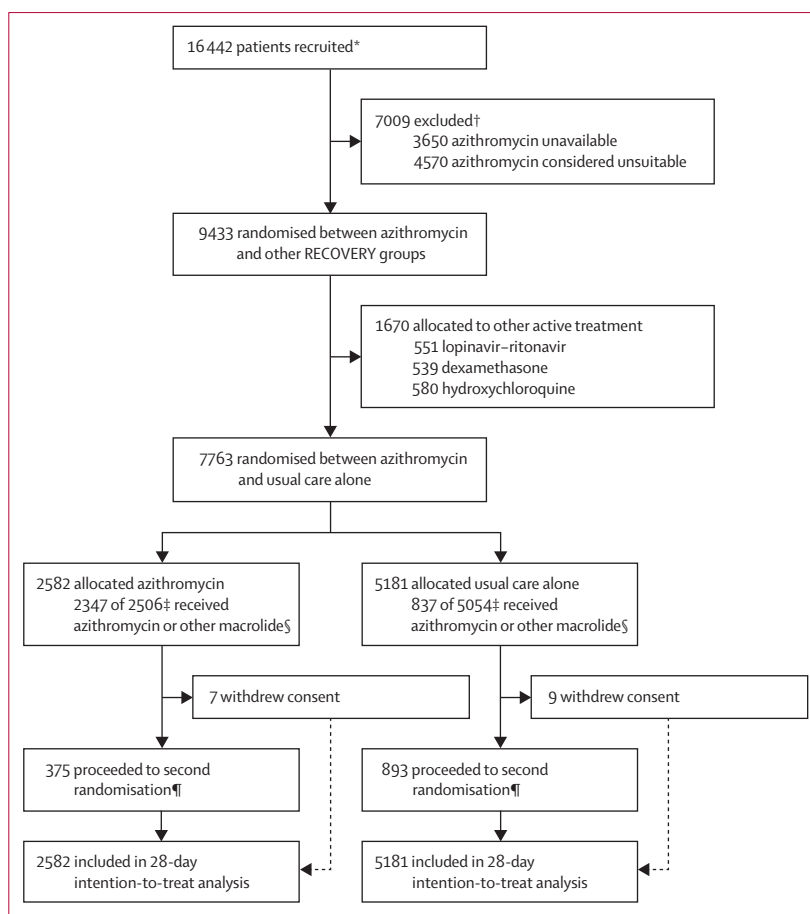 16 442 patients recruited*
7009 excluded†
3650 azithromycin unavailable
4570 azithromycin considered unsuitable
9433 randomised between azithromycin
and other RECOVERY groups
1670 allocated to other active treatment
551 lopinavir–ritonavir
539 dexamethasone
580 hydroxychloroquine
7763 randomised between azithromycin
and usual care alone
2582 allocated azithromycin
2347 of 2506‡ received
azithromycin or other macrolide§
5181 allocated usual care alone
837 of 5054‡ received
azithromycin or other macrolide§
7 withdrew consent
9 withdrew consent
375 proceeded to second
randomisation¶
893 proceeded to second
randomisation¶
2582 included in 28-day
intention-to-treat analysis
5181 included in 28-day
intention-to-treat analysis